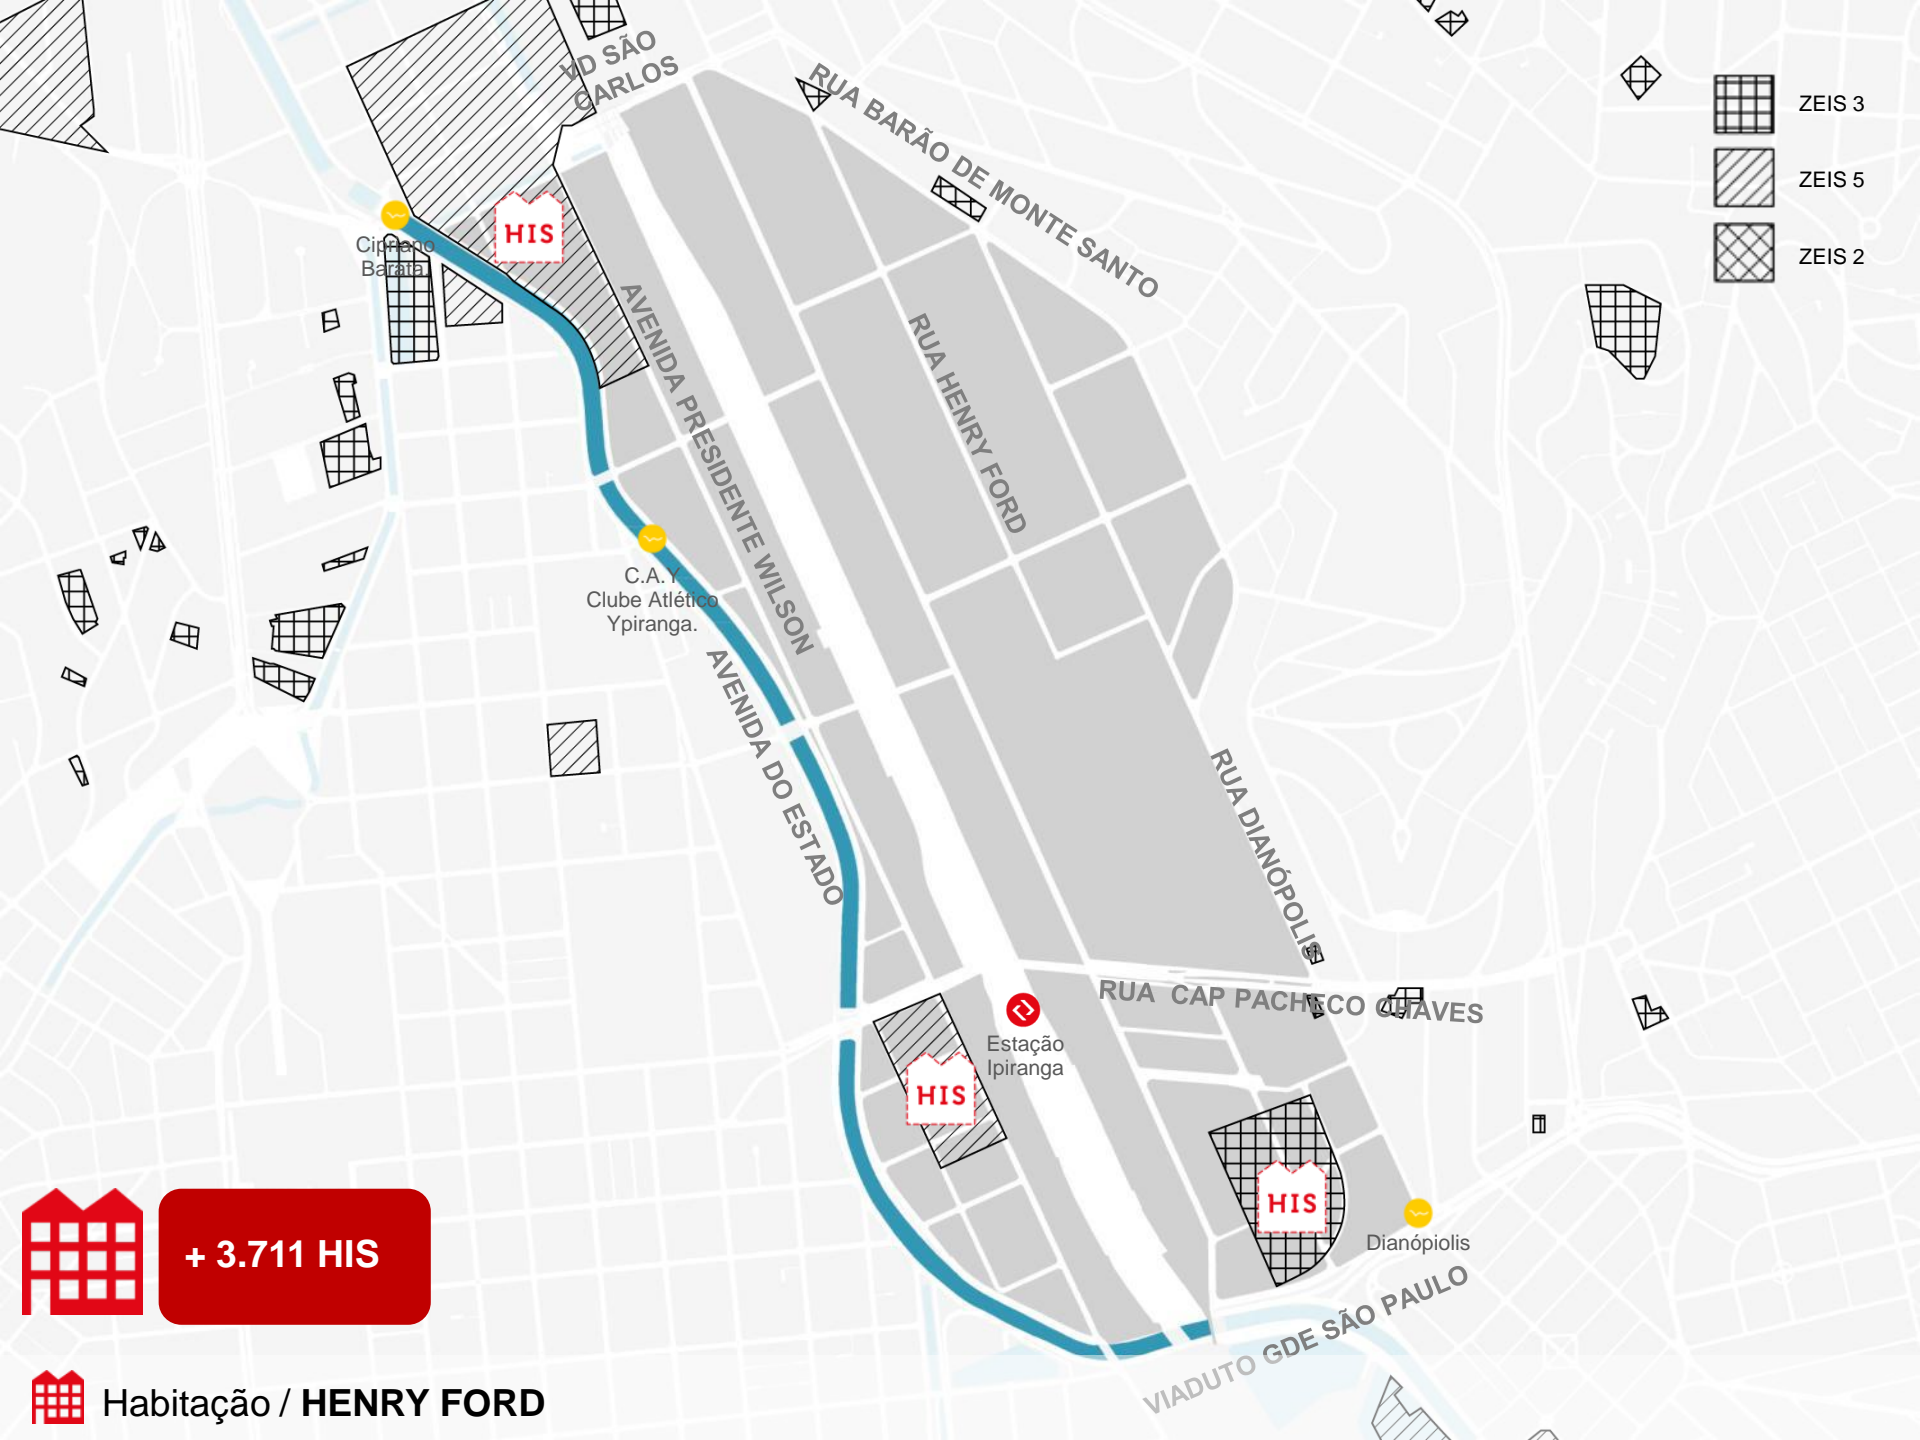 VD SÃO
CARLOS
RUA BARÃO DE MONTE SANTO
ZEIS 3
ZEIS 5
ZEIS 2
HIS
Cipriano
Barata.
AVENIDA PRESIDENTE WILSON
RUA HENRY FORD
C.A.Y
Clube Atlético
Ypiranga.
AVENIDA DO ESTADO
RUA DIANÓPOLIS
RUA CAP PACHECO CHAVES
Estação
Ipiranga
HIS
HIS
Dianópiolis
VIADUTO GDE SÃO PAULO
+ 3.711 HIS
Habitação / HENRY FORD